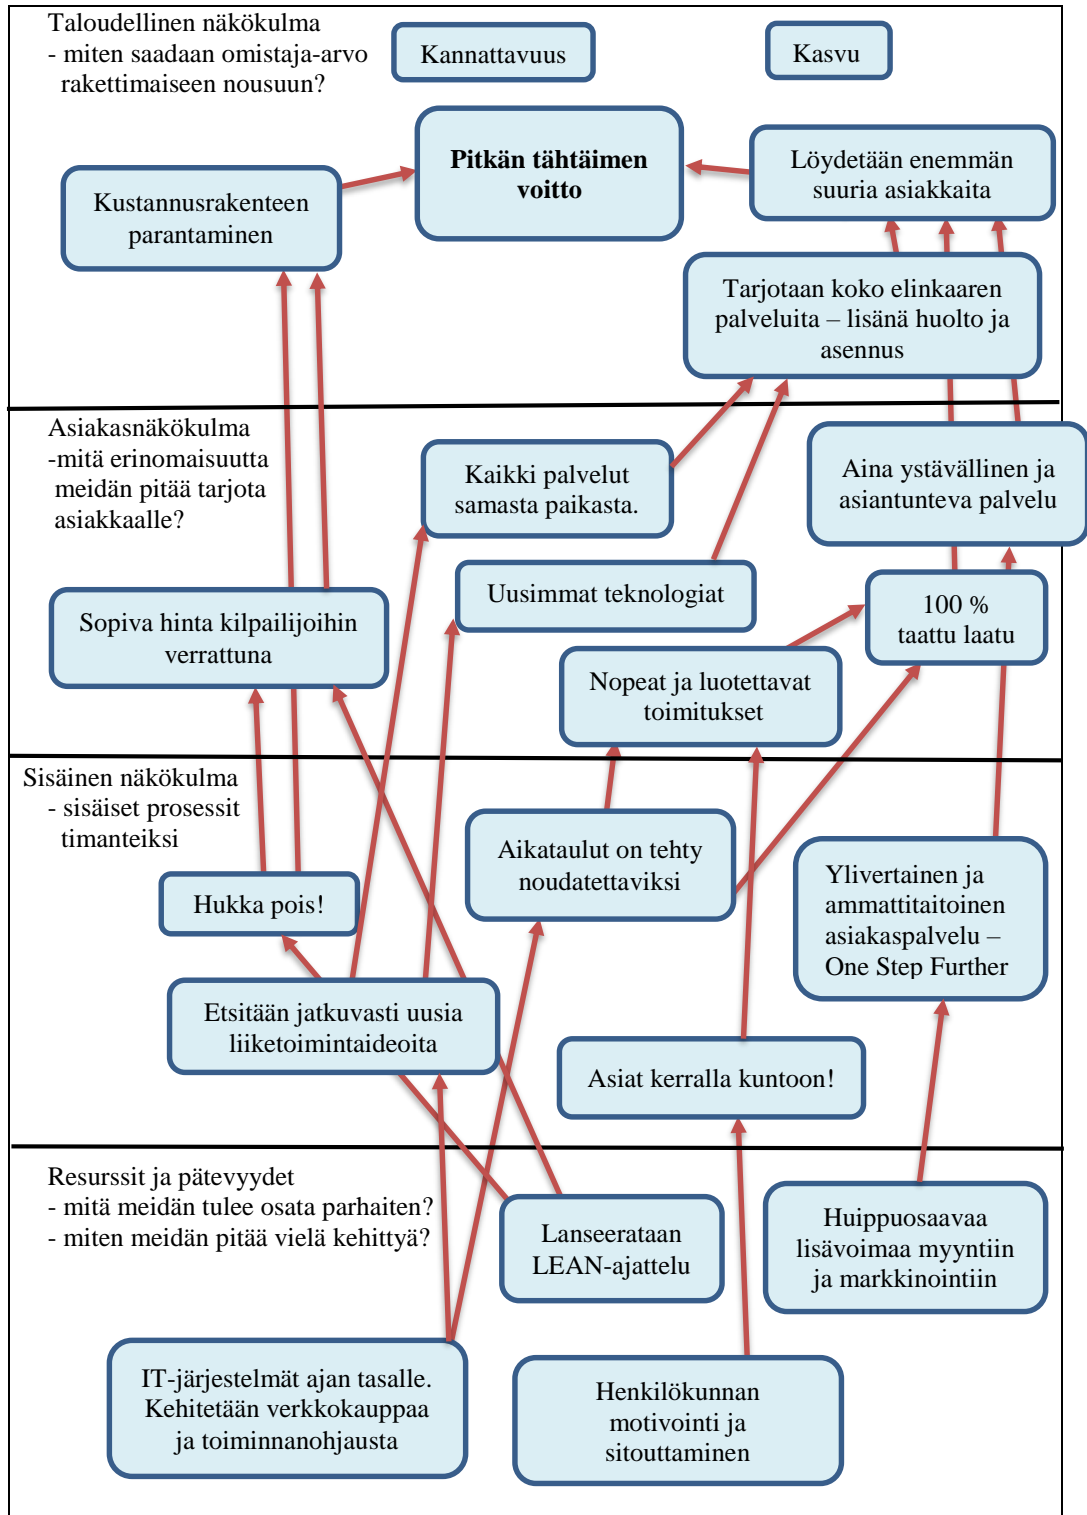 Taloudellinen näkökulma
- miten saadaan omistaja-arvo
rakettimaiseen nousuun?
Kannattavuus
Kasvu
Pitkän tähtäimen
voitto
Löydetään enemmän
suuria asiakkaita
Kustannusrakenteen
parantaminen
Tarjotaan koko elinkaaren
palveluita – lisänä huolto ja
asennus
Asiakasnäkökulma
-mitä erinomaisuutta
meidän pitää tarjota
asiakkaalle?
Kaikki palvelut
samasta paikasta.
Aina ystävällinen ja
asiantunteva palvelu
Uusimmat teknologiat
100 %
taattu laatu
Sopiva hinta kilpailijoihin
verrattuna
Nopeat ja luotettavat
toimitukset
Sisäinen näkökulma
- sisäiset prosessit
timanteiksi
Aikataulut on tehty
noudatettaviksi
Ylivertainen ja
ammattitaitoinen
asiakaspalvelu –
One Step Further
Hukka pois!
Etsitään jatkuvasti uusia
liiketoimintaideoita
Asiat kerralla kuntoon!
Resurssit ja pätevyydet
- mitä meidän tulee osata parhaiten?
- miten meidän pitää vielä kehittyä?
Lanseerataan
LEAN-ajattelu
Huippuosaavaa
lisävoimaa myyntiin
ja markkinointiin
IT-järjestelmät ajan tasalle.
Kehitetään verkkokauppaa
ja toiminnanohjausta
Henkilökunnan
motivointi ja
sitouttaminen